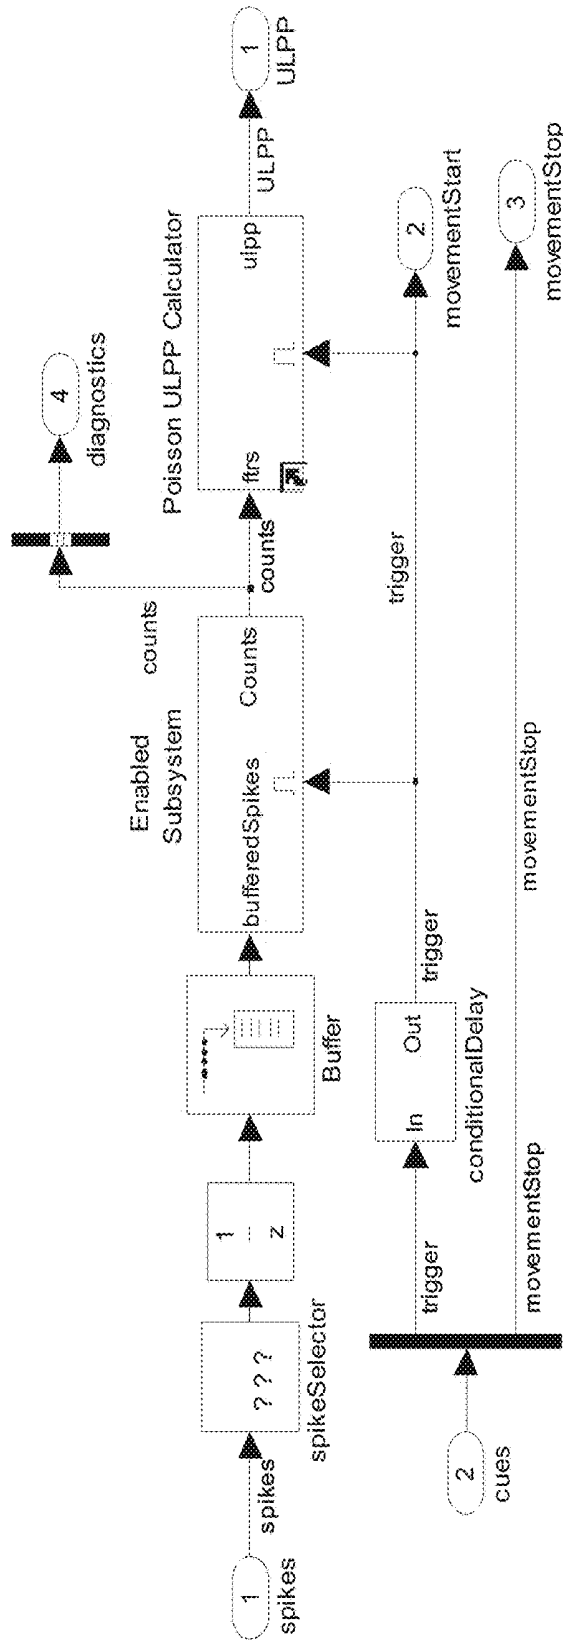 1
spikes
spikes
? ? ?
spikeSelector
1
z
Buffer
Enabled
Subsystem
bufferedSpikes
Counts
counts
counts
4
diagnostics
Poisson ULPP Calculator
ftrs
ulpp
ULPP
1
ULPP
2
cues
trigger
In
Out
conditionalDelay
trigger
trigger
2
movementStart
movementStop
movementStop
3
movementStop